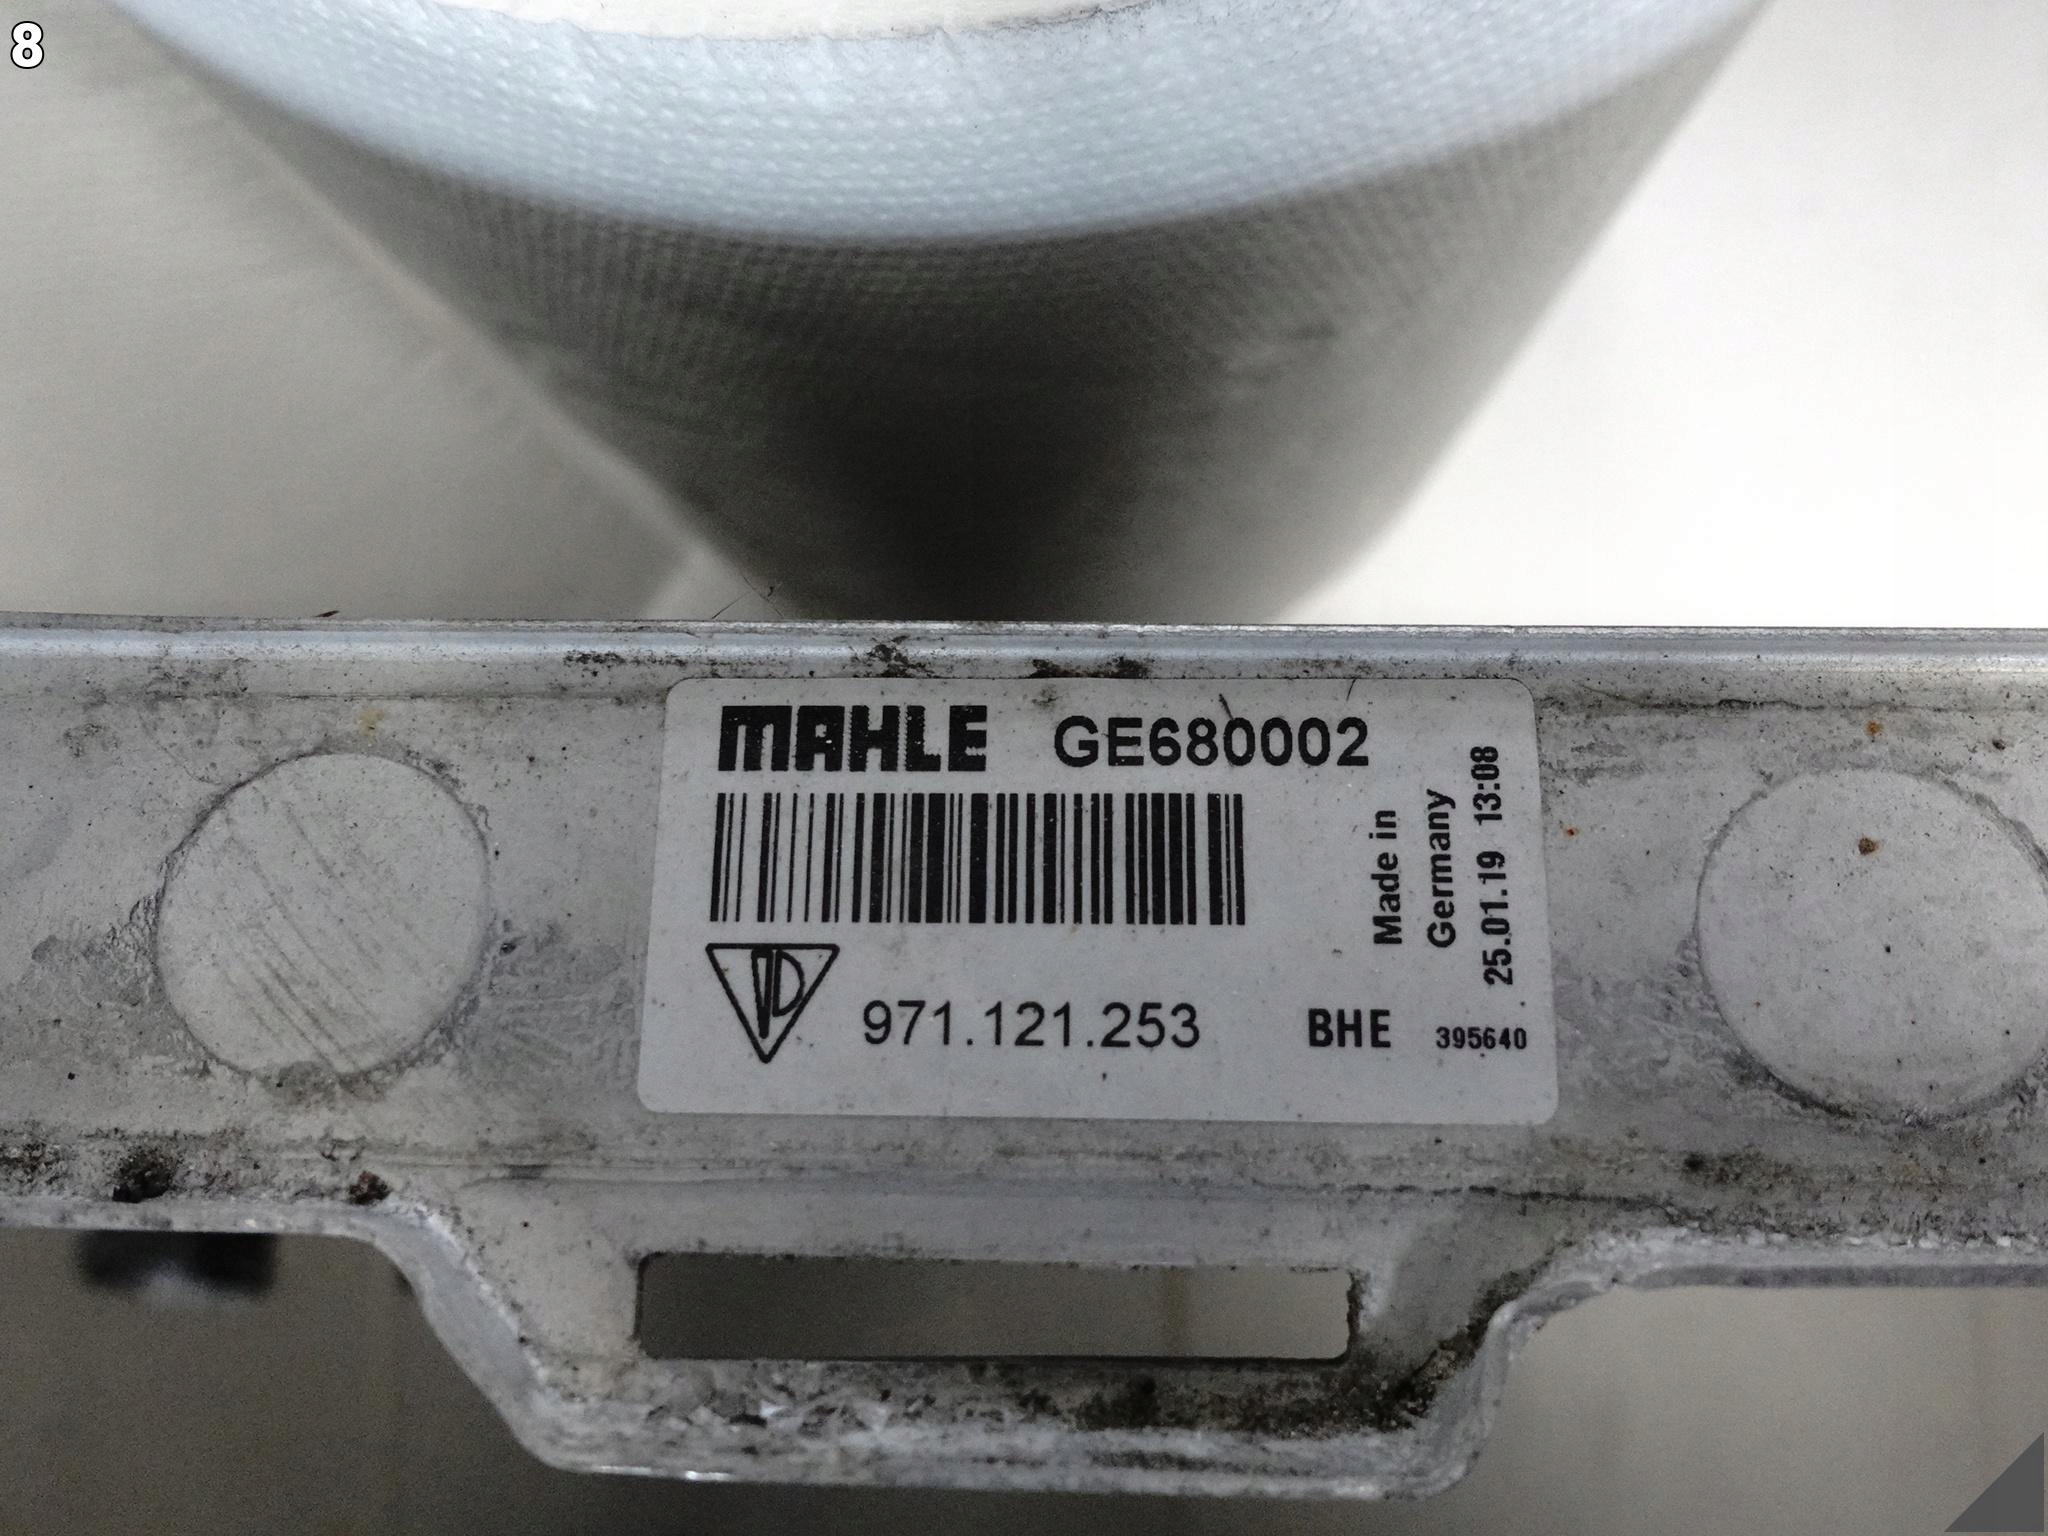 8
MAHLE GE680002
Made in
Germany
25.01.19 13:08
971.121.253 BHE 395640